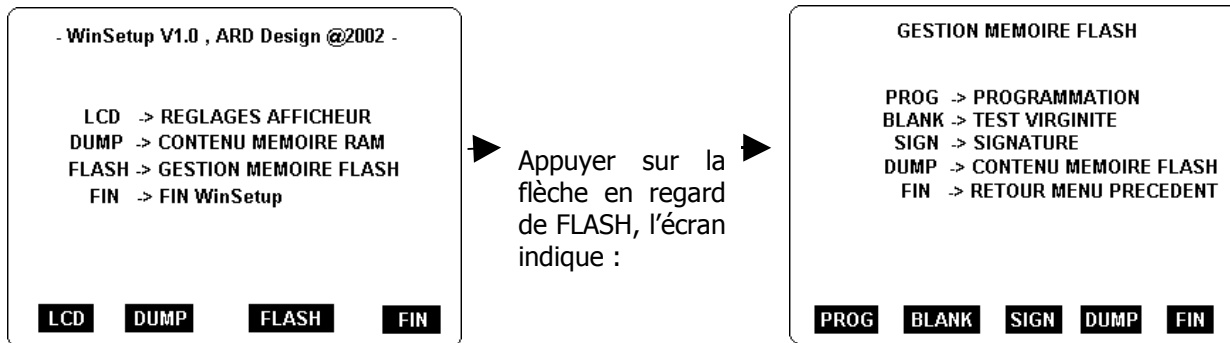 - WinSetup V1.0 , ARD Design @2002 -
LCD -> REGLAGES AFFICHEUR
DUMP -> CONTENU MEMOIRE RAM
FLASH -> GESTION MEMOIRE FLASH
FIN -> FIN WinSetup
LCD DUMP FLASH FIN
Appuyer sur la
flèche en regard
de FLASH, l’écran
indique :
GESTION MEMOIRE FLASH
PROG -> PROGRAMMATION
BLANK -> TEST VIRGINITE
SIGN -> SIGNATURE
DUMP -> CONTENU MEMOIRE FLASH
FIN -> RETOUR MENU PRECEDENT
PROG BLANK SIGN DUMP FIN